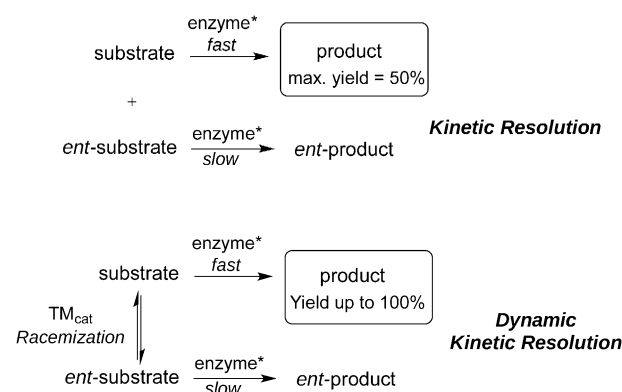 enzyme*
substrate
fast
product
max. yield = 50%
+
Kinetic Resolution
enzyme*
ent-substrate
slow
ent-product
enzyme*
substrate
fast
product
Yield up to 100%
TMcat
Racemization
Dynamic
Kinetic Resolution
enzyme*
ent-substrate
slow
ent-product